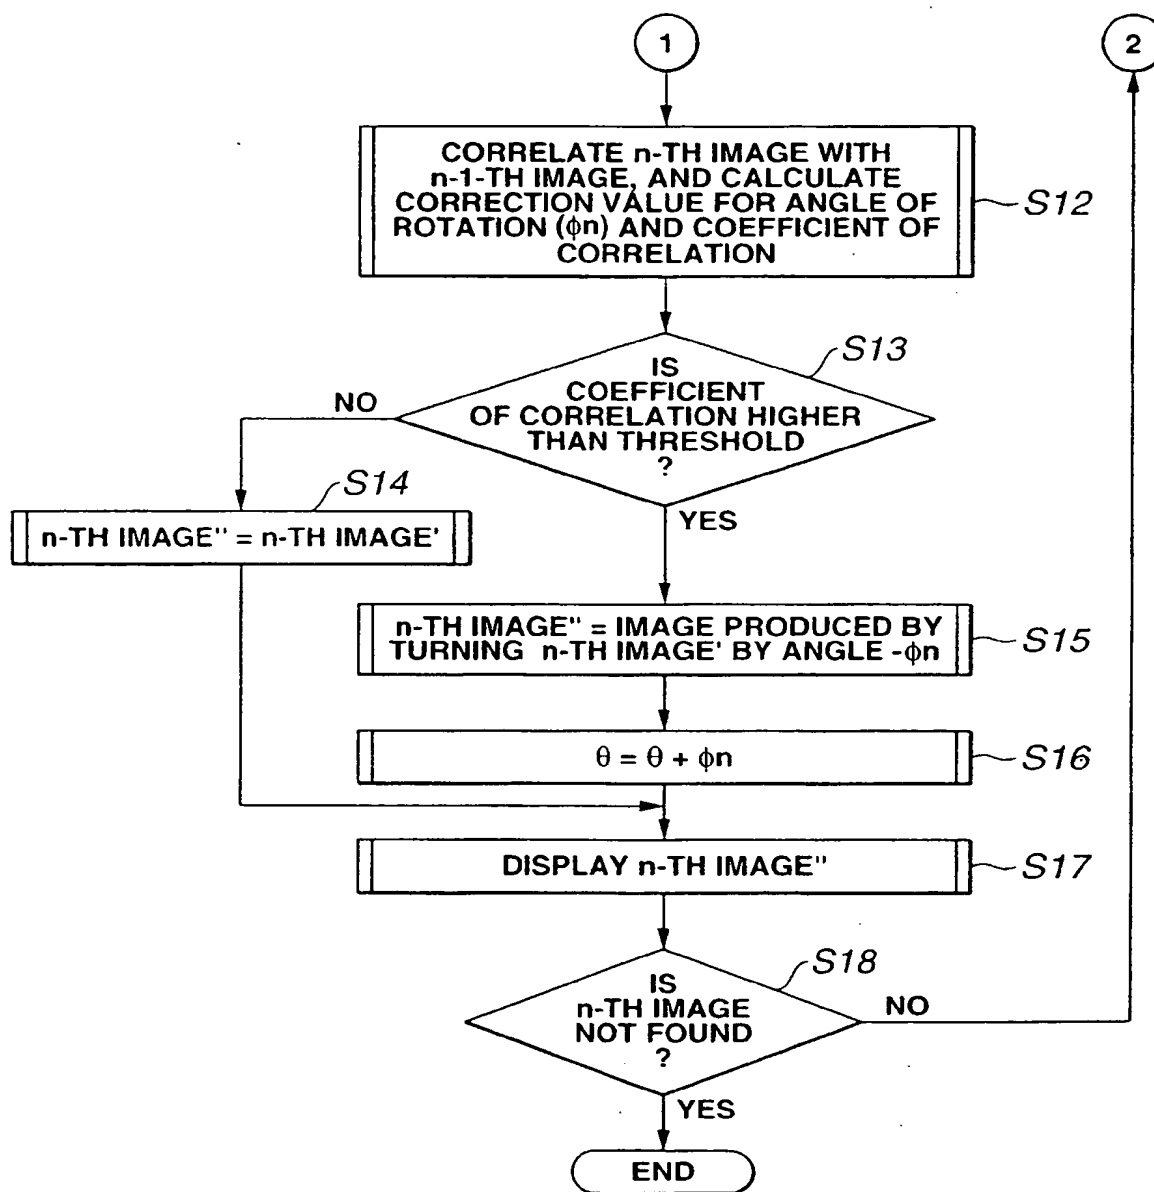 1
2
CORRELATE n-TH IMAGE WITH
n-1-TH IMAGE, AND CALCULATE
CORRECTION VALUE FOR ANGLE OF
ROTATION (ϕn) AND COEFFICIENT OF
CORRELATION
S12
IS
COEFFICIENT
OF CORRELATION HIGHER
THAN THRESHOLD
?
S13
NO
YES
S14
n-TH IMAGE" = n-TH IMAGE'
n-TH IMAGE" = IMAGE PRODUCED BY
TURNING n-TH IMAGE' BY ANGLE -ϕn
S15
θ = θ + ϕn
S16
DISPLAY n-TH IMAGE"
S17
IS
n-TH IMAGE
NOT FOUND
?
S18
NO
YES
END